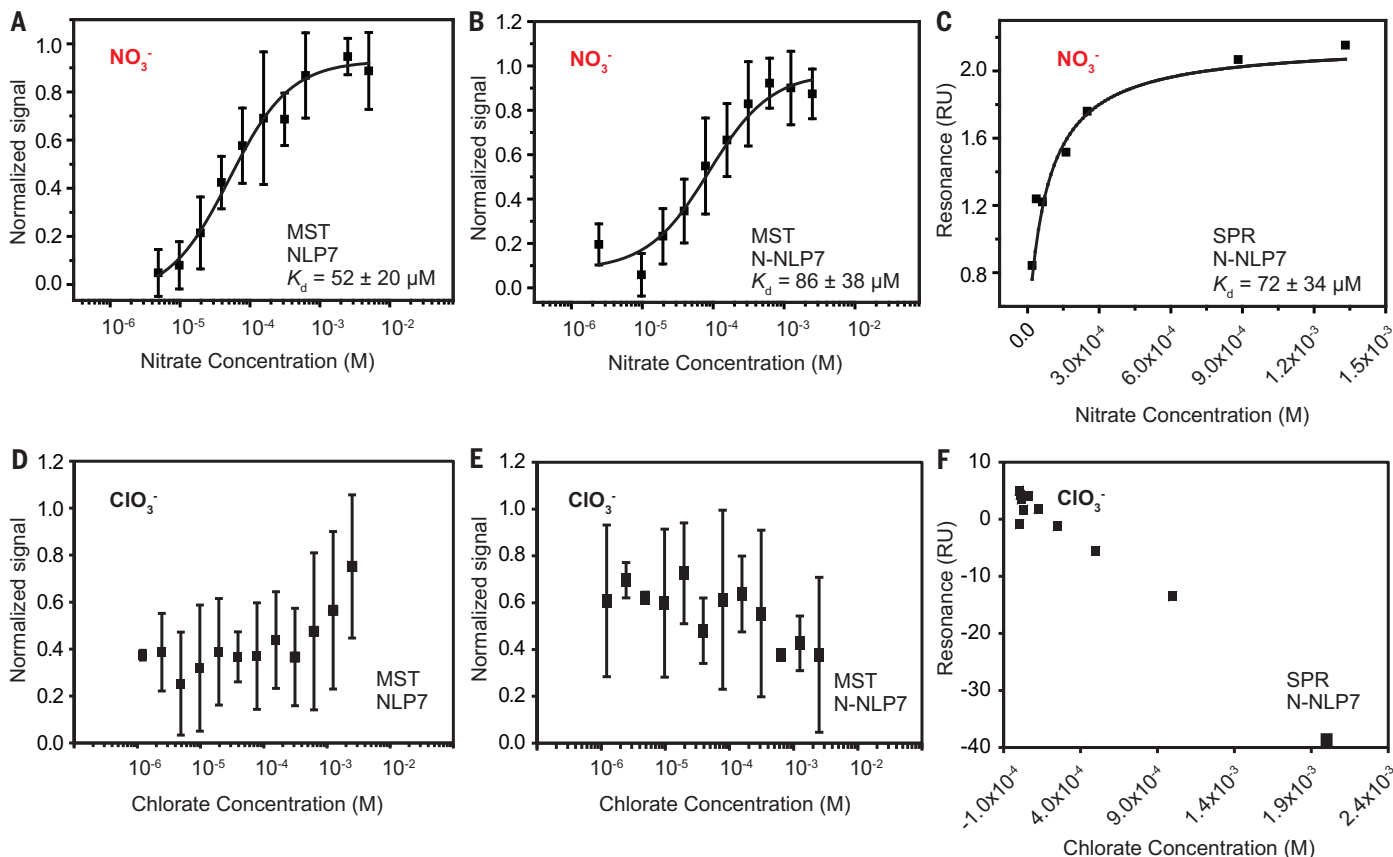 A
NO₃⁻
Normalized signal
1.0
0.8
0.6
0.4
0.2
0.0
MST
NLP7
Kd = 52 ± 20 µM
10⁻⁶ 10⁻⁵ 10⁻⁴ 10⁻³ 10⁻²
Nitrate Concentration (M)
B
NO₃⁻
Normalized signal
1.2
1.0
0.8
0.6
0.4
0.2
0.0
MST
N-NLP7
Kd = 86 ± 38 µM
10⁻⁶ 10⁻⁵ 10⁻⁴ 10⁻³ 10⁻²
Nitrate Concentration (M)
C
NO₃⁻
Resonance (RU)
2.0
1.6
1.2
0.8
SPR
N-NLP7
Kd = 72 ± 34 µM
0.0 3.0x10⁻⁴ 6.0x10⁻⁴ 9.0x10⁻⁴ 1.2x10⁻³ 1.5x10⁻³
Nitrate Concentration (M)
D
ClO₃⁻
Normalized signal
1.2
1.0
0.8
0.6
0.4
0.2
0.0
MST
NLP7
10⁻⁶ 10⁻⁵ 10⁻⁴ 10⁻³ 10⁻²
Chlorate Concentration (M)
E
ClO₃⁻
Normalized signal
1.2
1.0
0.8
0.6
0.4
0.2
0.0
MST
N-NLP7
10⁻⁶ 10⁻⁵ 10⁻⁴ 10⁻³ 10⁻²
Chlorate Concentration (M)
F
ClO₃⁻
Resonance (RU)
10
0
-10
-20
-30
-40
SPR
N-NLP7
-1.0x10⁻⁴ 4.0x10⁻⁴ 9.0x10⁻⁴ 1.4x10⁻³ 1.9x10⁻³ 2.4x10⁻³
Chlorate Concentration (M)